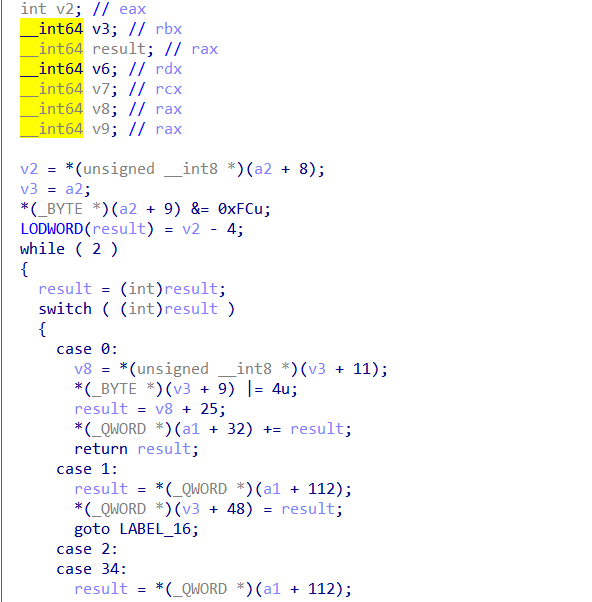 int v2; // eax
__int64 v3; // rbx
__int64 result; // rax
__int64 v6; // rdx
__int64 v7; // rcx
__int64 v8; // rax
__int64 v9; // rax
v2 = *(unsigned __int8 *)(a2 + 8);
v3 = a2;
*(_BYTE *)(a2 + 9) &= 0xFCu;
LODWORD(result) = v2 - 4;
while ( 2 )
{
result = (int)result;
switch ( (int)result )
{
case 0:
v8 = *(unsigned __int8 *)(v3 + 11);
*(_BYTE *)(v3 + 9) |= 4u;
result = v8 + 25;
*(_QWORD *)(a1 + 32) += result;
return result;
case 1:
result = *(_QWORD *)(a1 + 112);
*(_QWORD *)(v3 + 48) = result;
goto LABEL_16;
case 2:
case 34:
result = *(_QWORD *)(a1 + 112);